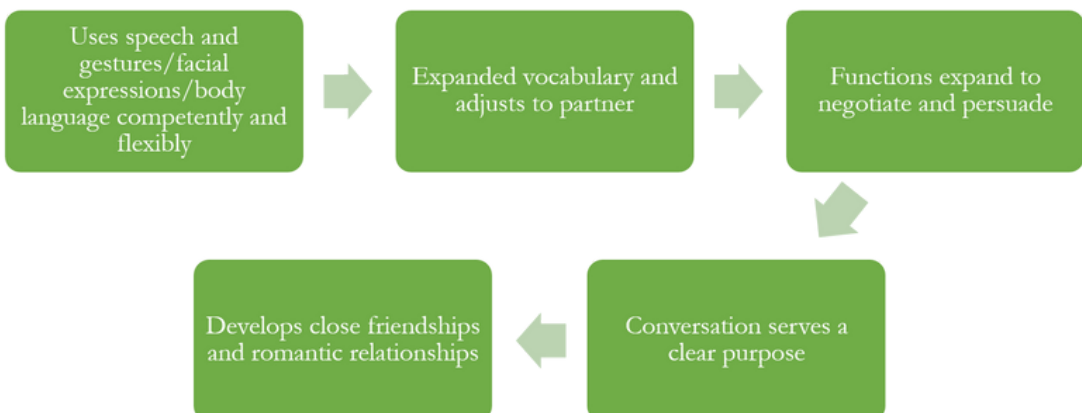 Uses speech and
gestures/facial
expressions/body
language competently and
flexibly
Expanded vocabulary and
adjusts to partner
Functions expand to
negotiate and persuade
Conversation serves a
clear purpose
Develops close friendships
and romantic relationships